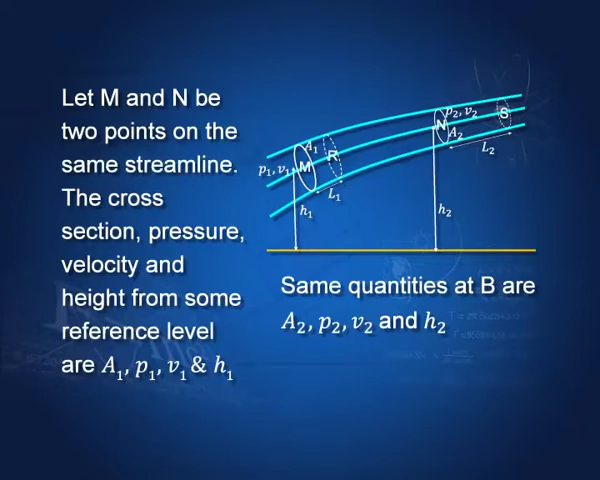 Let M and N be
two points on the
same streamline.
The cross
section, pressure,
velocity and
height from some
reference level
are A₁, p₁, v₁ & h₁
p₂, v₂
S
N
A₂
L₂
A₁
R
p₁, v₁
M
L₁
h₁
h₂
Same quantities at B are
A₂, p₂, v₂ and h₂